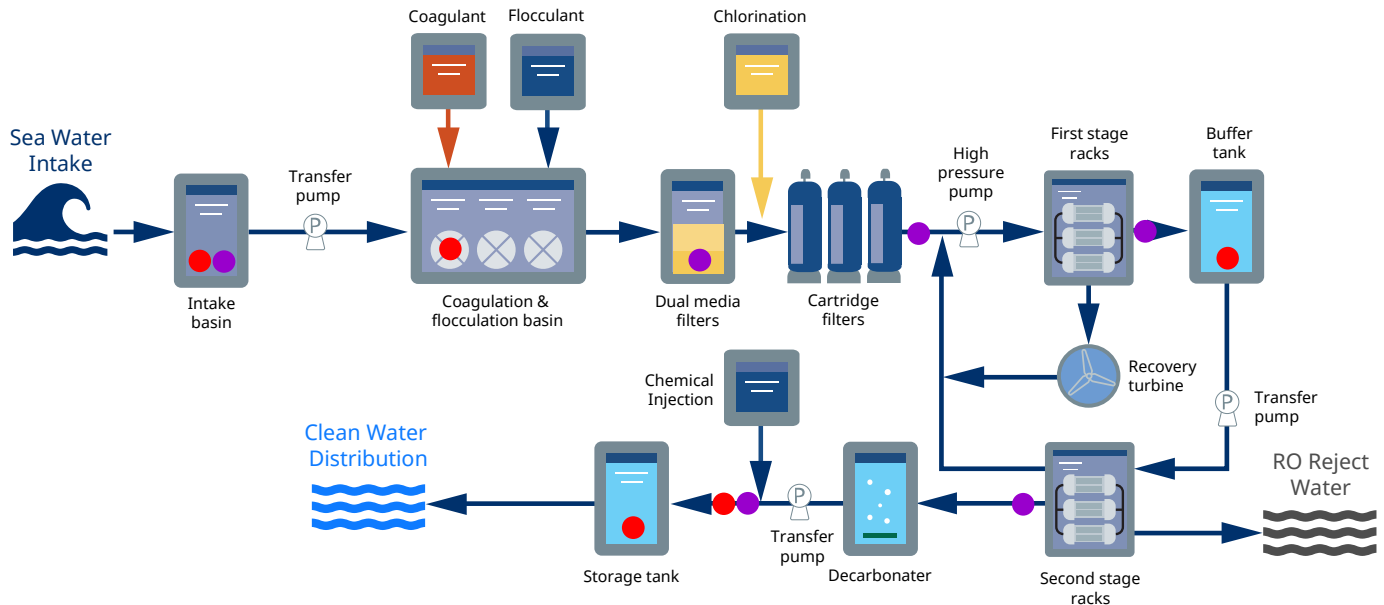 Coagulant
Flocculant
Chlorination
Sea Water
Intake
Transfer
pump
P
High
pressure
pump
P
First stage
racks
Buffer
tank
Intake
basin
Coagulation &
flocculation basin
Dual media
filters
Cartridge
filters
Recovery
turbine
Chemical
Injection
P
Transfer
pump
Clean Water
Distribution
RO Reject
Water
P
Transfer
pump
Storage tank
Decarbonater
Second stage
racks